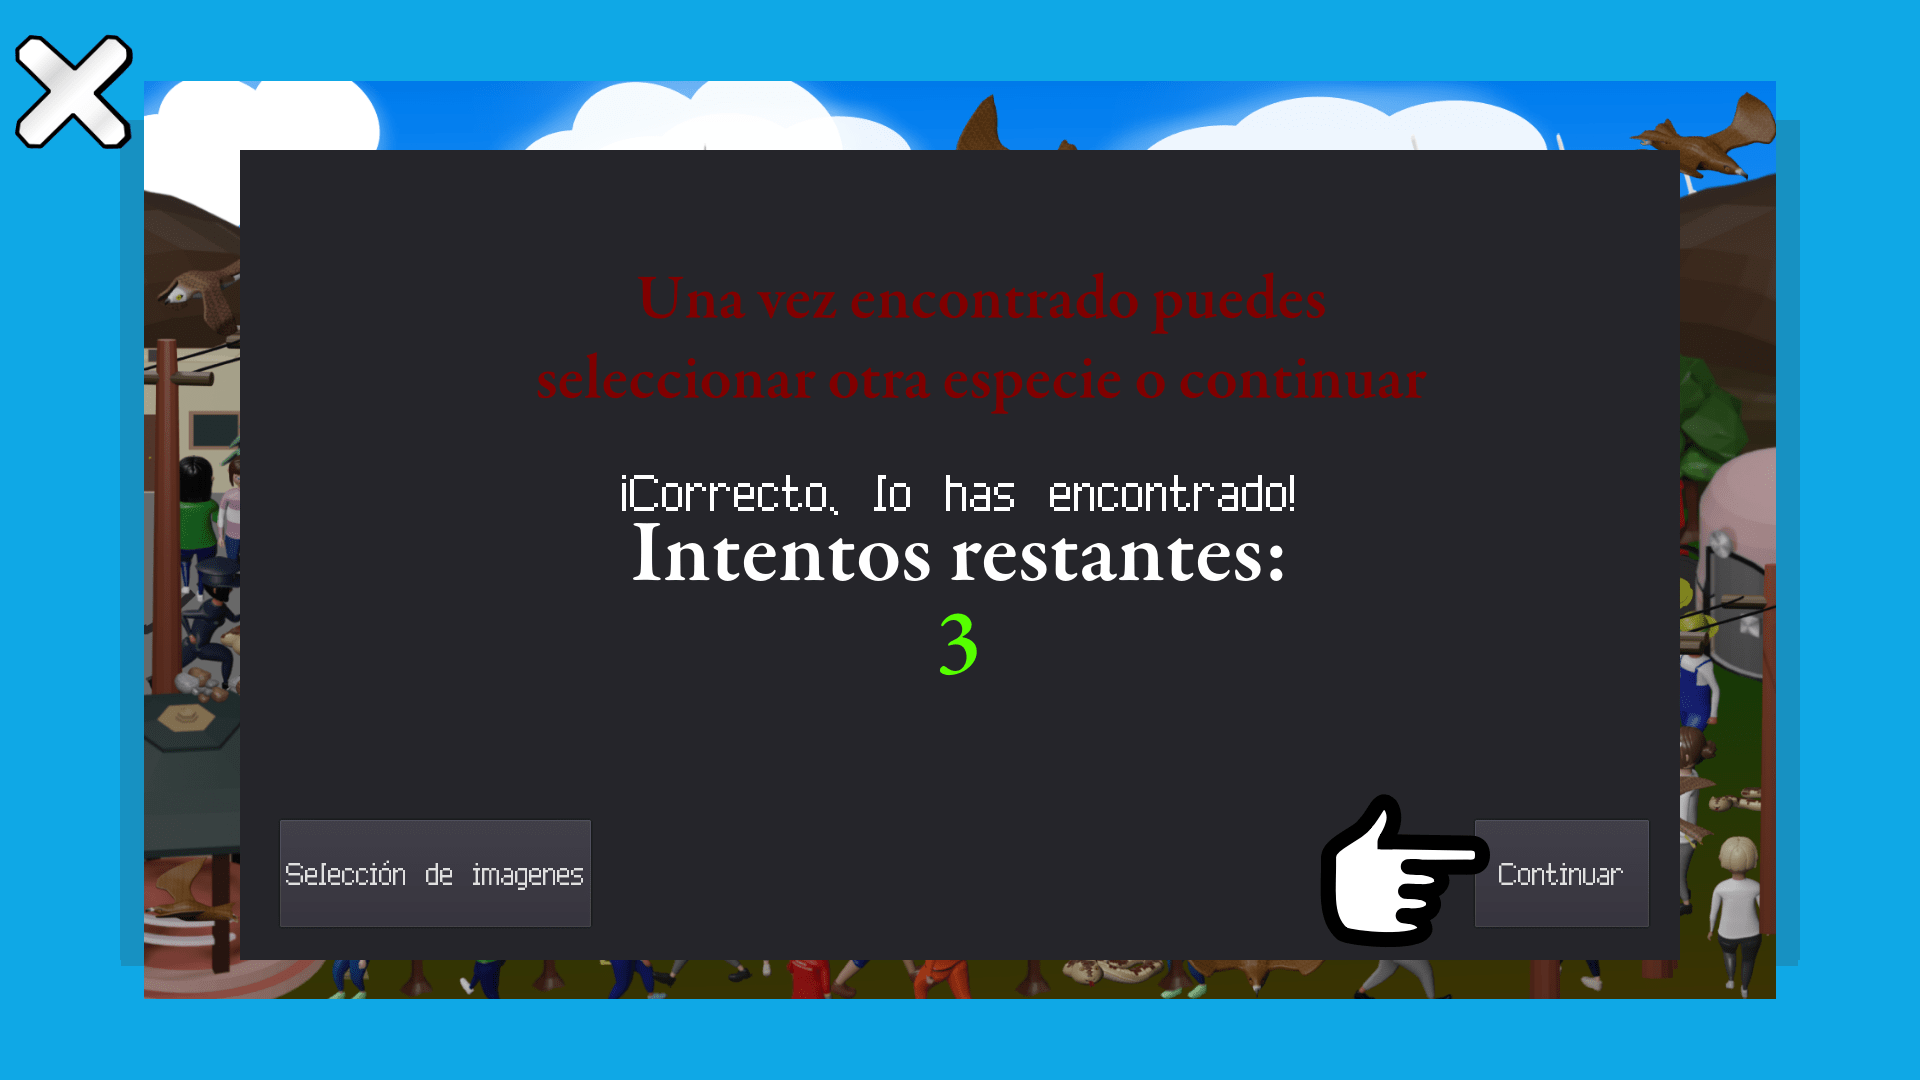 Una vez encontrado puedes
seleccionar otra especie o continuar
¡Correcto, lo has encontrado!
Intentos restantes:
3
Selección de imagenes
Continuar